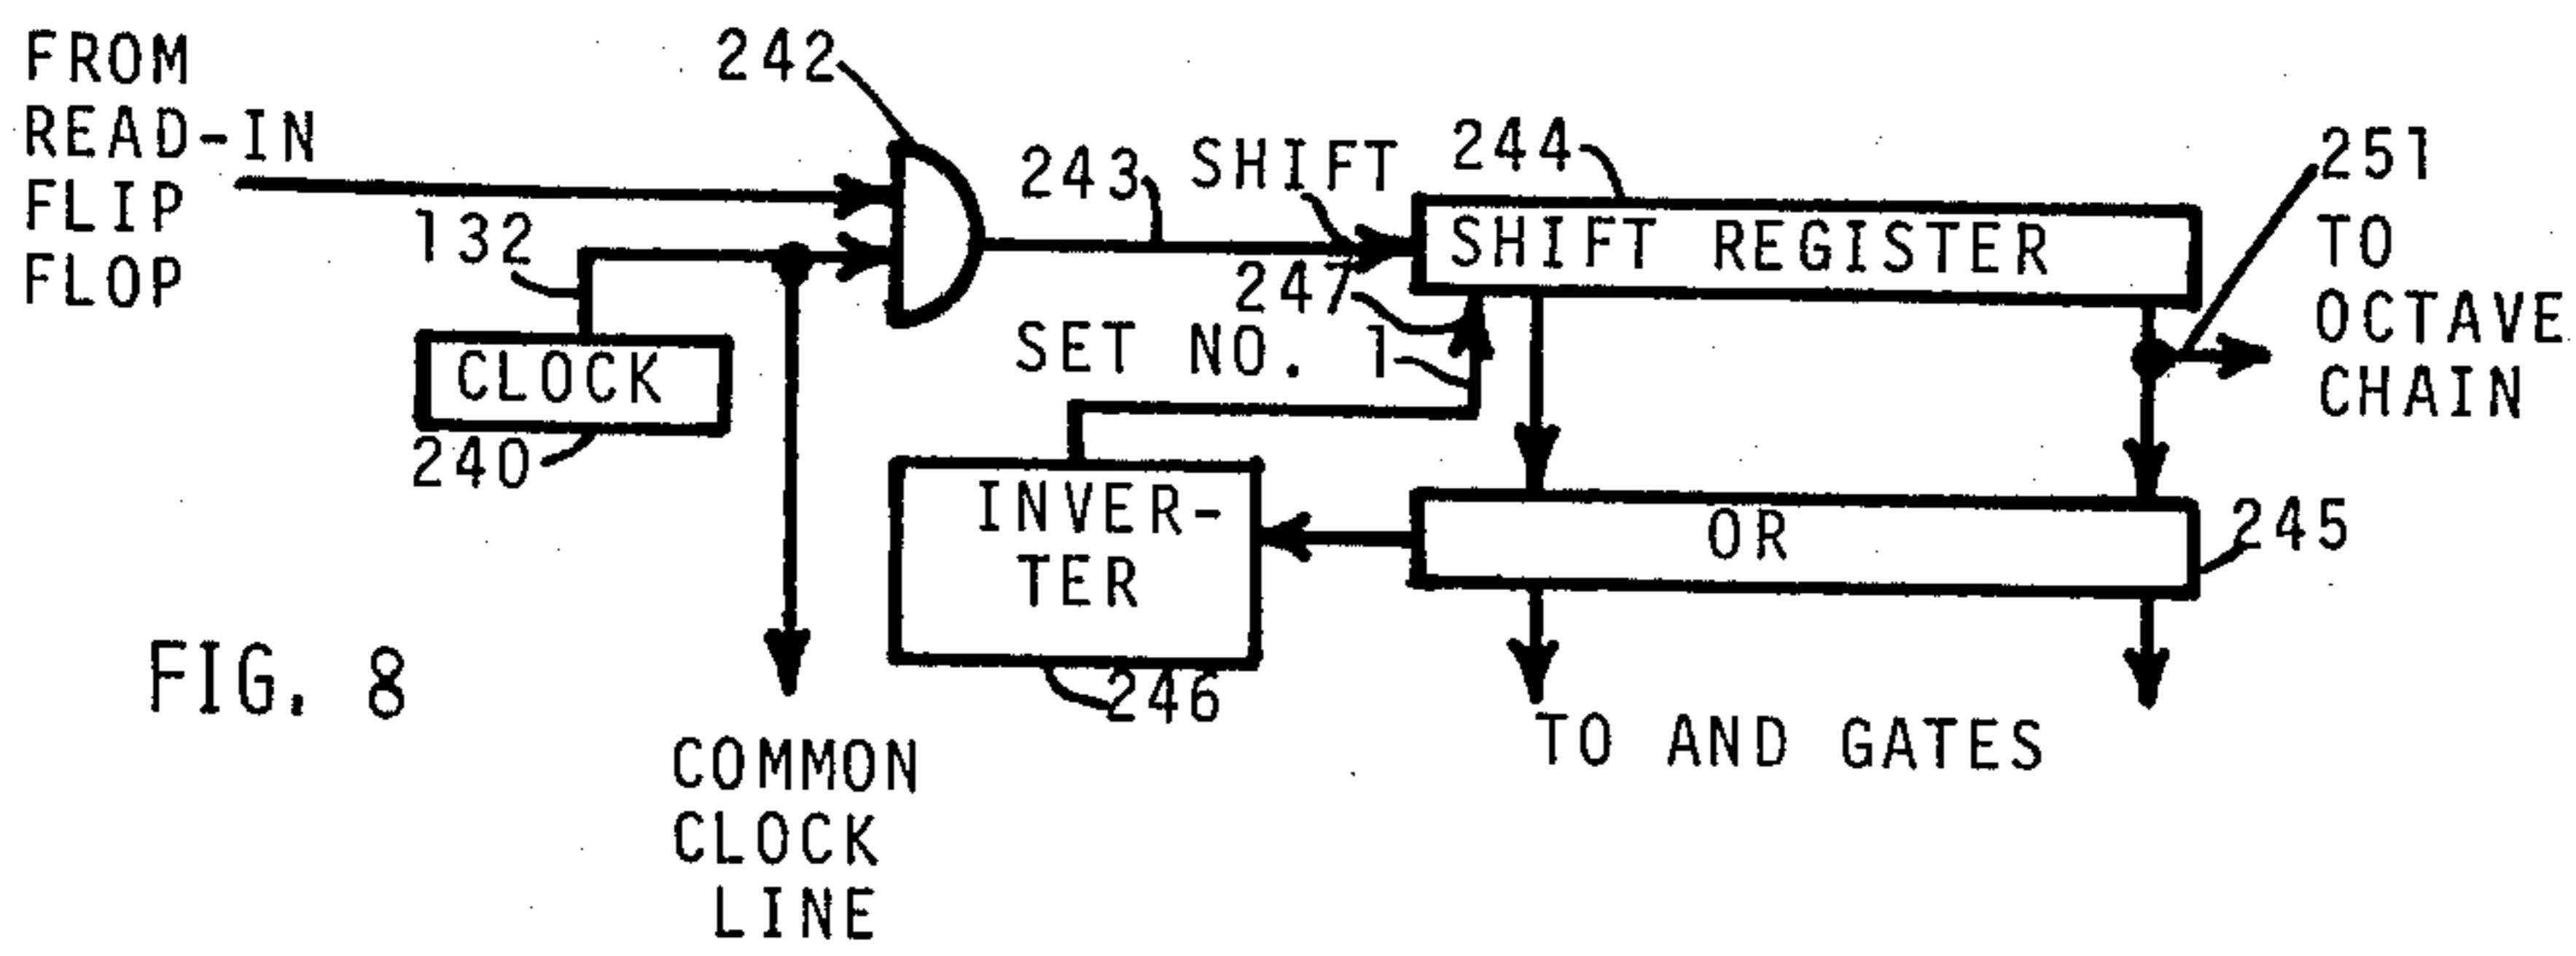 FROM
READ-IN
FLIP
FLOP
242
132
CLOCK
240
243
SHIFT
244
SHIFT REGISTER
247
SET NO. 1
251
TO
OCTAVE
CHAIN
INVER-
TER
246
OR
245
TO AND GATES
COMMON
CLOCK
LINE
FIG. 8